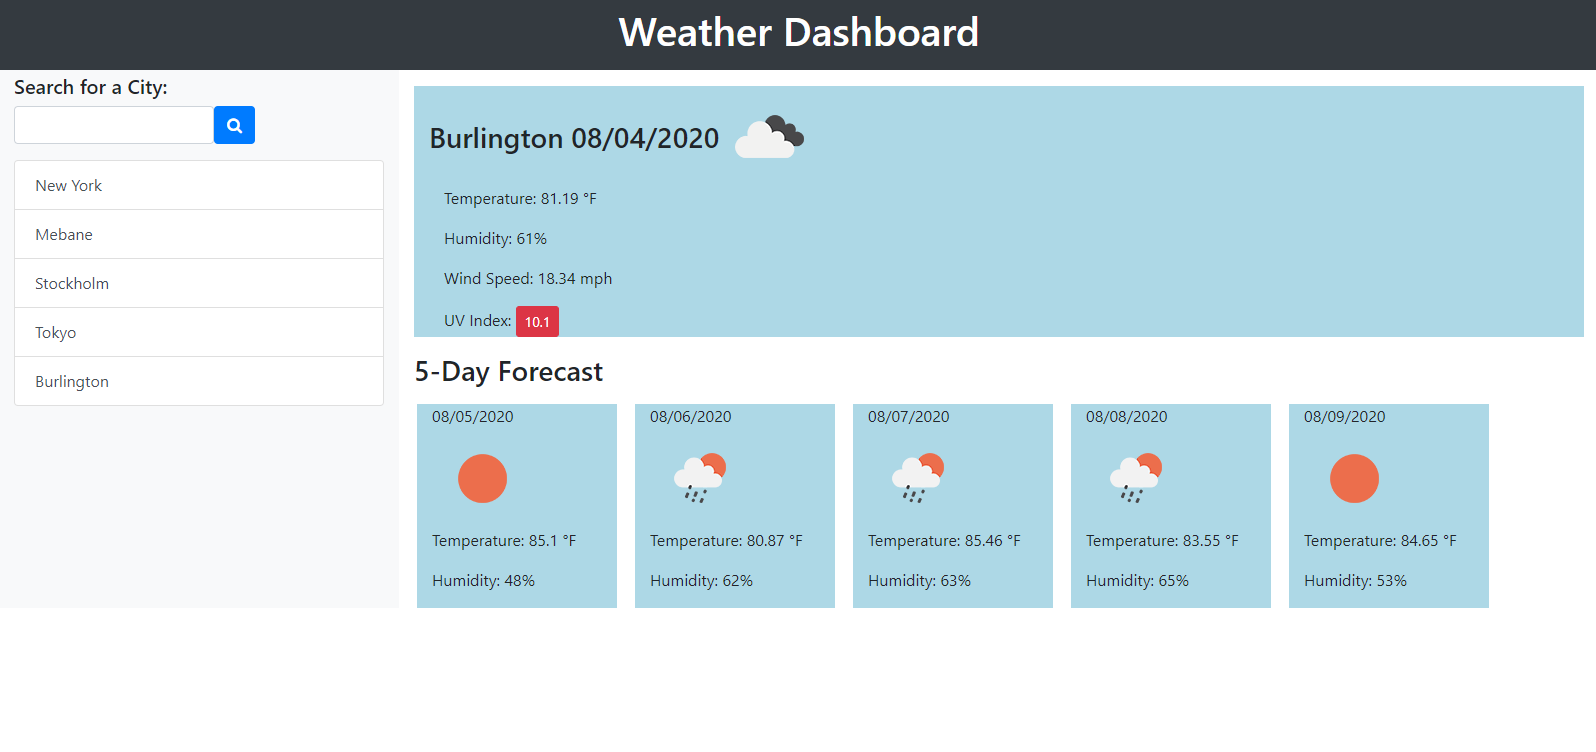 Weather Dashboard
Search for a City:
New York
Mebane
Stockholm
Tokyo
Burlington
Burlington 08/04/2020
Temperature: 81.19 °F
Humidity: 61%
Wind Speed: 18.34 mph
UV Index: 10.1
5-Day Forecast
08/05/2020
Temperature: 85.1 °F
Humidity: 48%
08/06/2020
Temperature: 80.87 °F
Humidity: 62%
08/07/2020
Temperature: 85.46 °F
Humidity: 63%
08/08/2020
Temperature: 83.55 °F
Humidity: 65%
08/09/2020
Temperature: 84.65 °F
Humidity: 53%